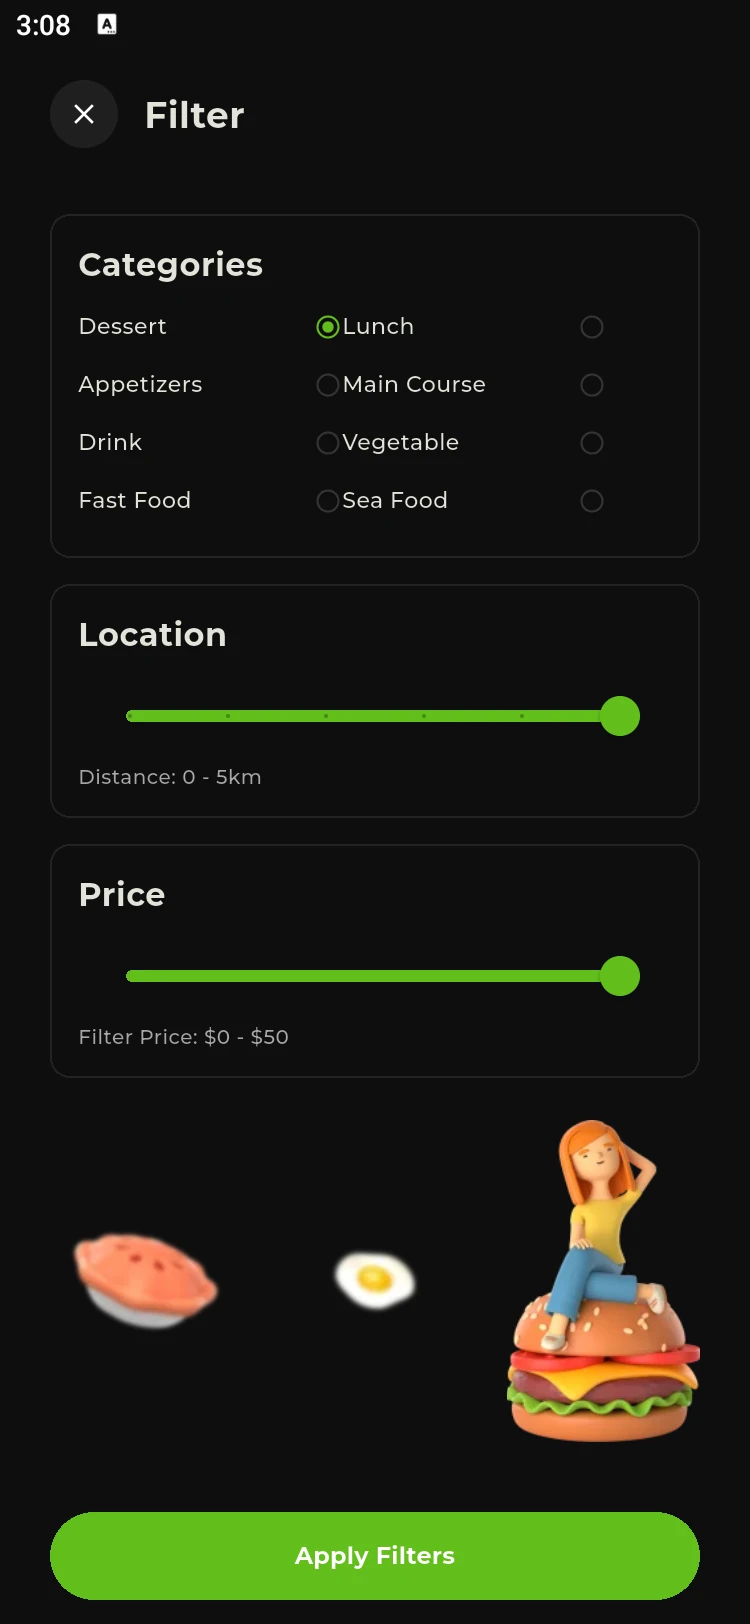 3:08 A
Filter
Categories
Dessert Lunch
Appetizers Main Course
Drink Vegetable
Fast Food Sea Food
Location
Distance: 0 - 5km
Price
Filter Price: $0 - $50
Apply Filters